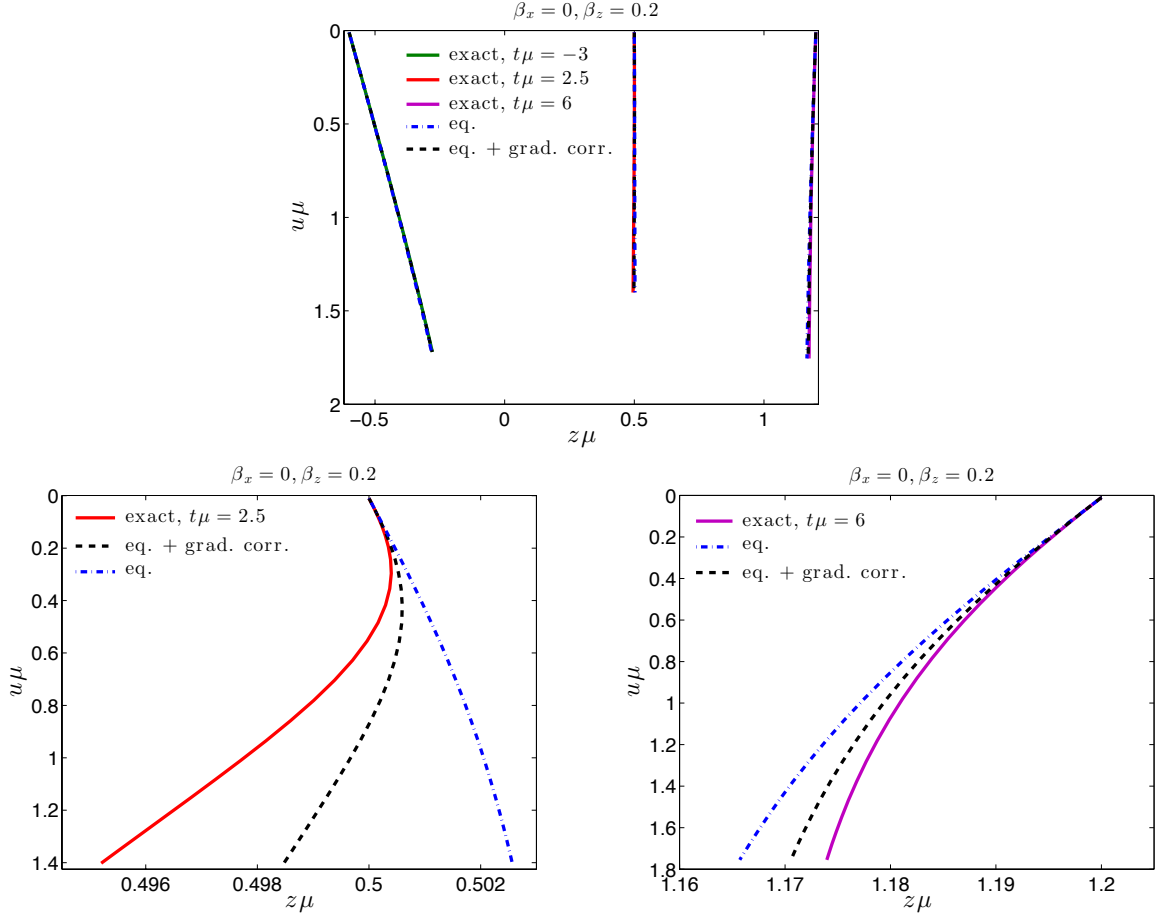 βₓ = 0, β_z = 0.2
0
0.5
1
1.5
2
uμ
exact, tμ = −3
exact, tμ = 2.5
exact, tμ = 6
eq.
eq. + grad. corr.
−0.5 0 0.5 1
zμ
βₓ = 0, β_z = 0.2
0
0.2
0.4
0.6
0.8
1
1.2
1.4
uμ
exact, tμ = 2.5
eq. + grad. corr.
eq.
0.496 0.498 0.5 0.502
zμ
βₓ = 0, β_z = 0.2
0
0.2
0.4
0.6
0.8
1
1.2
1.4
1.6
1.8
uμ
exact, tμ = 6
eq.
eq. + grad. corr.
1.16 1.17 1.18 1.19 1.2
zμ